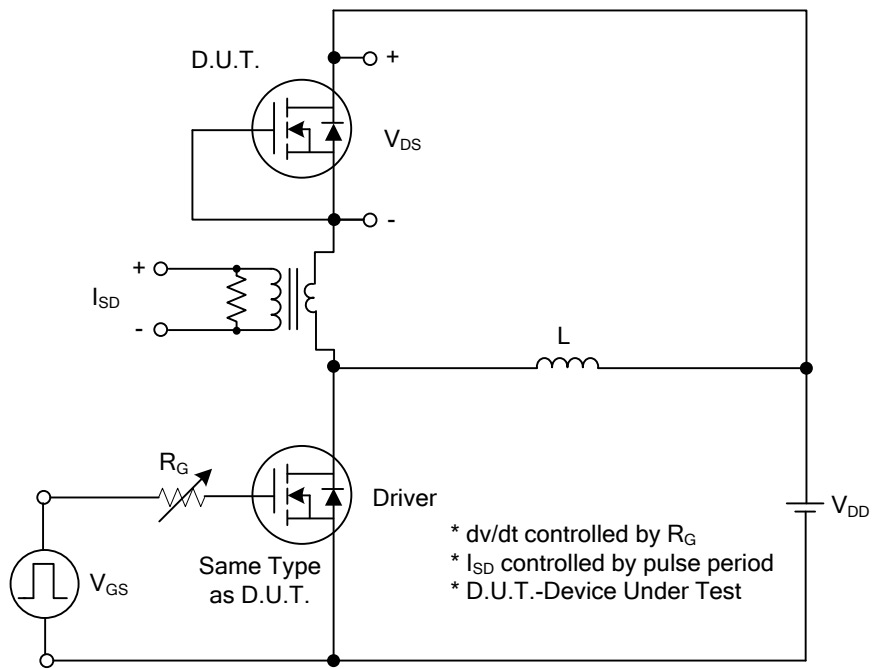 D.U.T.
+
V_DS
-
+
I_SD
-
L
R_G
Driver
V_DD
V_GS
Same Type
as D.U.T.
* dv/dt controlled by R_G
* I_SD controlled by pulse period
* D.U.T.-Device Under Test